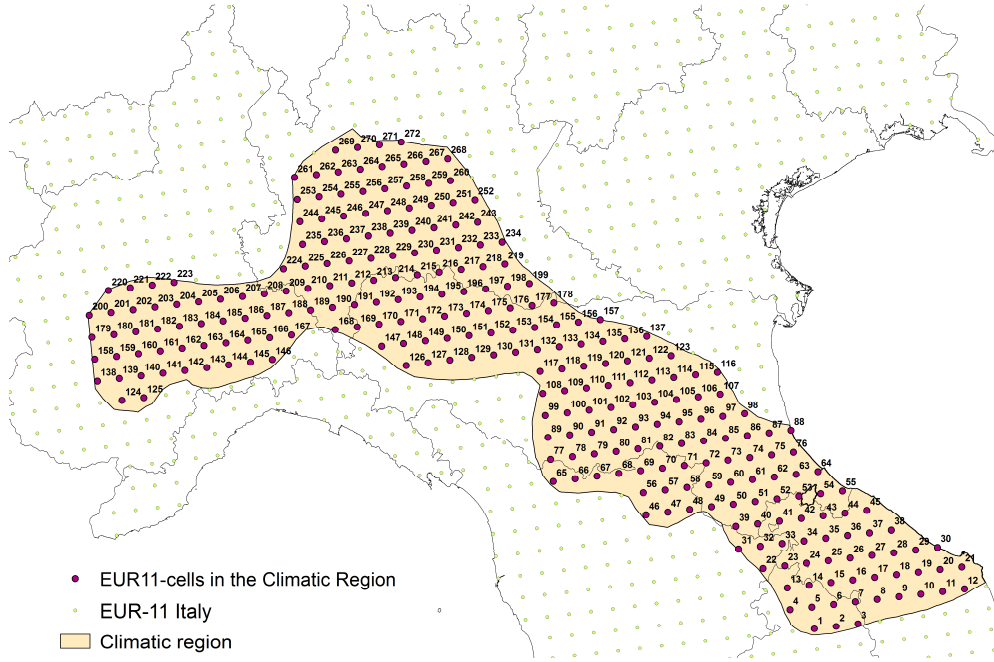 269 270 271 272
261 262 263 264 265 266 267 268
253 254 255 256 257 258 259 260
244 245 246 247 248 249 250 251 252
235 236 237 238 239 240 241 242 243
224 225 226 227 228 229 230 231 232 233 234
220 221 222 223
200 201 202 203 204 205 206 207 208 209 210 211 212 213 214 215 216 217 218 219
179 180 181 182 183 184 185 186 187 188 189 190 191 192 193 194 195 196 197 198 199
158 159 160 161 162 163 164 165 166 167 168 169 170 171 172 173 174 175 176 177 178
138 139 140 141 142 143 144 145 146 147 148 149 150 151 152 153 154 155 156 157
124 125 126 127 128 129 130 131 132 133 134 135 136 137
117 118 119 120 121 122 123
108 109 110 111 112 113 114 115 116
99 100 101 102 103 104 105 106 107
89 90 91 92 93 94 95 96 97 98
77 78 79 80 81 82 83 84 85 86 87 88
65 66 67 68 69 70 71 72 73 74 75 76
56 57 58 59 60 61 62 63 64
46 47 48 49 50 51 52 53 54 55
39 40 41 42 43 44 45
31 32 33 34 35 36 37 38
22 23 24 25 26 27 28 29 30
13 14 15 16 17 18 19 20 21
4 5 6 7 8 9 10 11 12
1 2 3
EUR11-cells in the Climatic Region
EUR-11 Italy
Climatic region